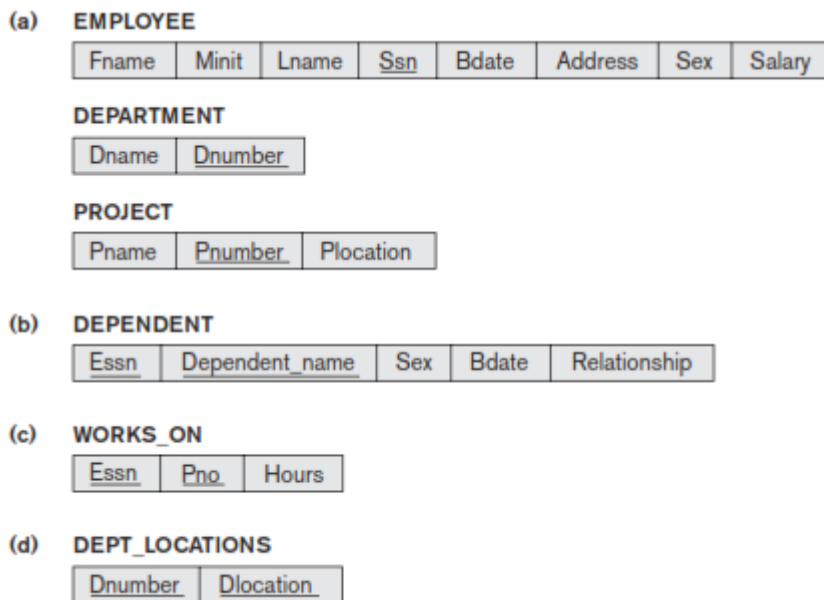 (a) EMPLOYEE
Fname Minit Lname Ssn Bdate Address Sex Salary
DEPARTMENT
Dname Dnumber
PROJECT
Pname Pnumber Plocation
(b) DEPENDENT
Essn Dependent_name Sex Bdate Relationship
(c) WORKS_ON
Essn Pno Hours
(d) DEPT_LOCATIONS
Dnumber Dlocation